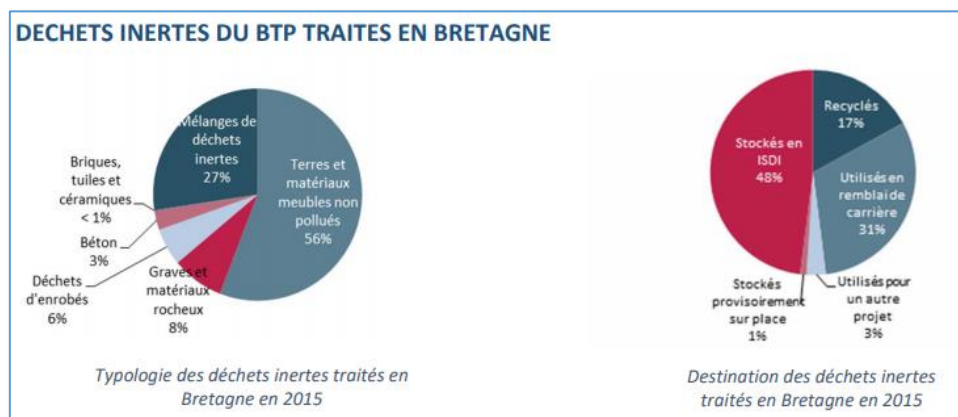 DECHETS INERTES DU BTP TRAITES EN BRETAGNE
Mélanges de
déchets
inertes
27%
Terres et
matériaux
meubles non
pollués
56%
Briques,
tuiles et
céramiques
< 1%
Béton
3%
Déchets
d'enrobés
6%
Graves et
matériaux
rocheux
8%
Typologie des déchets inertes traités en
Bretagne en 2015
Recyclés
17%
Stockés en
ISDI
48%
Utilisés en
remblai de
carrière
31%
Stockés
provisoirement
sur place
1%
Utilisés pour
un autre
projet
3%
Destination des déchets inertes
traités en Bretagne en 2015